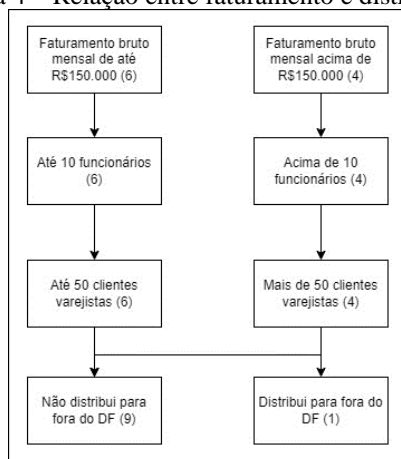 4 – Relação entre faturamento e
Faturamento bruto
mensal de até
R$150.000 (6)
Faturamento bruto
mensal acima de
R$150.000 (4)
Até 10 funcionários
(6)
Acima de 10
funcionários (4)
Até 50 clientes
varejistas (6)
Mais de 50 clientes
varejistas (4)
Não distribui para
fora do DF (9)
Distribui para fora do
DF (1)